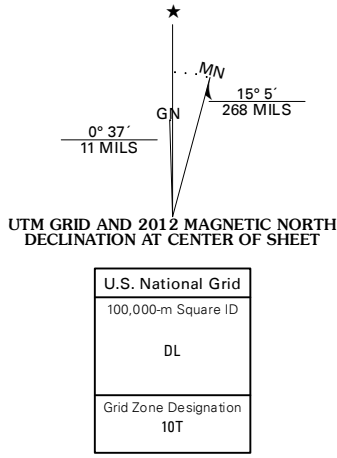 MN
15° 5´
268 MILS
GN
0° 37´
11 MILS
UTM GRID AND 2012 MAGNETIC NORTH
DECLINATION AT CENTER OF SHEET
U.S. National Grid
100,000-m Square ID
DL
Grid Zone Designation
10T